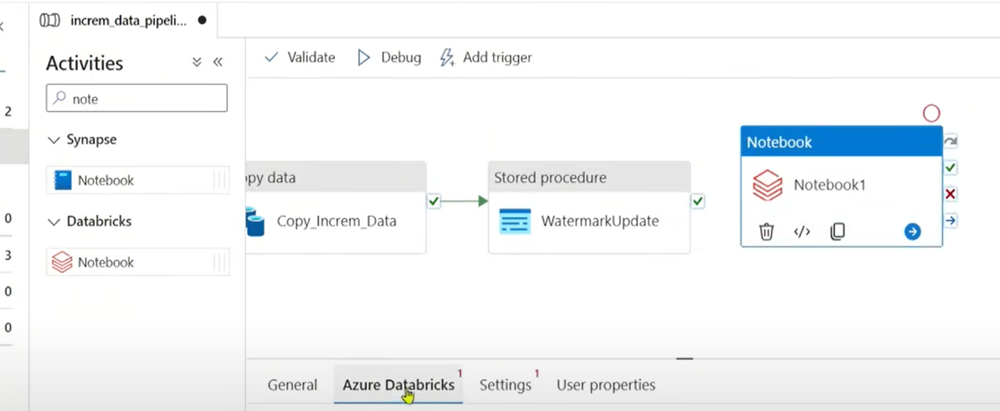 increm_data_pipeli...
Activities
Validate
Debug
Add trigger
note
2
Synapse
Notebook
Databricks
Notebook
0
3
0
0
py data
Copy_Increm_Data
Stored procedure
WatermarkUpdate
Notebook
Notebook1
General
Azure Databricks 1
Settings 1
User properties